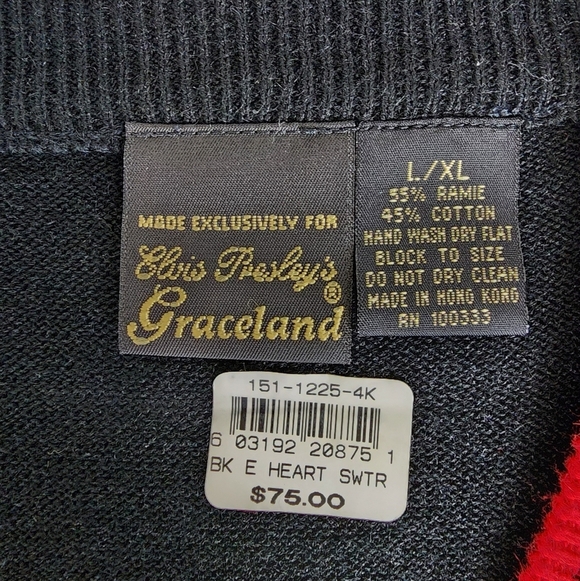 MADE EXCLUSIVELY FOR
Elvis Presley's
®
Graceland
L/XL
55% RAMIE
45% COTTON
HAND WASH DRY FLAT
BLOCK TO SIZE
DO NOT DRY CLEAN
MADE IN HONG KONG
RN 100333
151-1225-4K
6 03192 20875 1
BK E HEART SWTR
$75.00